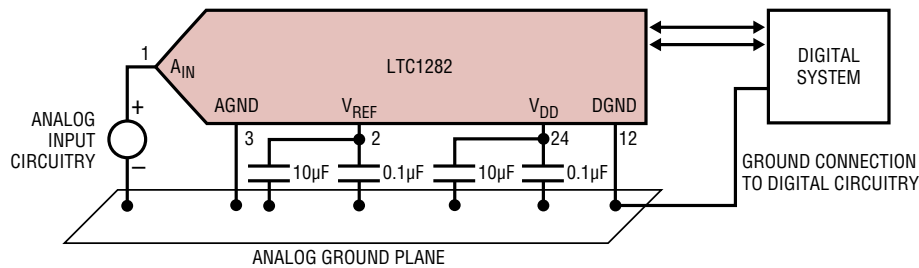 1
A_IN
LTC1282
DIGITAL
SYSTEM
ANALOG
INPUT
CIRCUITRY
+
–
AGND
V_REF
V_DD
DGND
3
2
24
12
10µF
0.1µF
10µF
0.1µF
GROUND CONNECTION
TO DIGITAL CIRCUITRY
ANALOG GROUND PLANE